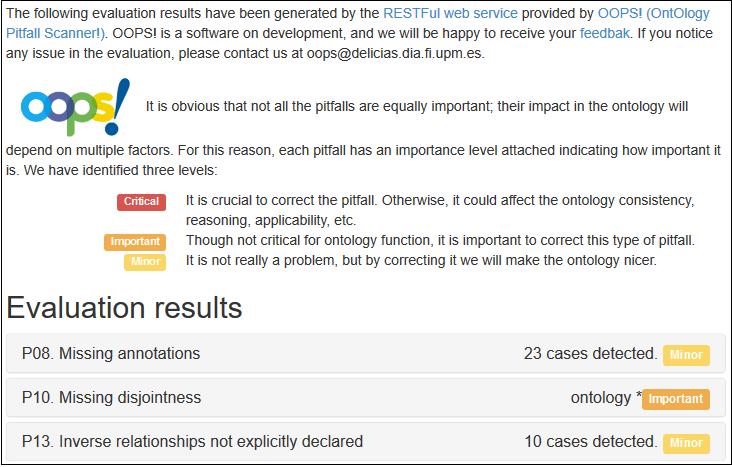 The following evaluation results have been generated by the RESTFul web service provided by OOPS! (OntOlogy
Pitfall Scanner!). OOPS! is a software on development, and we will be happy to receive your feedbak. If you notice
any issue in the evaluation, please contact us at oops@delicias.dia.fi.upm.es.
oops! It is obvious that not all the pitfalls are equally important; their impact in the ontology will
depend on multiple factors. For this reason, each pitfall has an importance level attached indicating how important it
is. We have identified three levels:
Critical It is crucial to correct the pitfall. Otherwise, it could affect the ontology consistency,
reasoning, applicability, etc.
Important Though not critical for ontology function, it is important to correct this type of pitfall.
Minor It is not really a problem, but by correcting it we will make the ontology nicer.
Evaluation results
P08. Missing annotations 23 cases detected. Minor
P10. Missing disjointness ontology * Important
P13. Inverse relationships not explicitly declared 10 cases detected. Minor